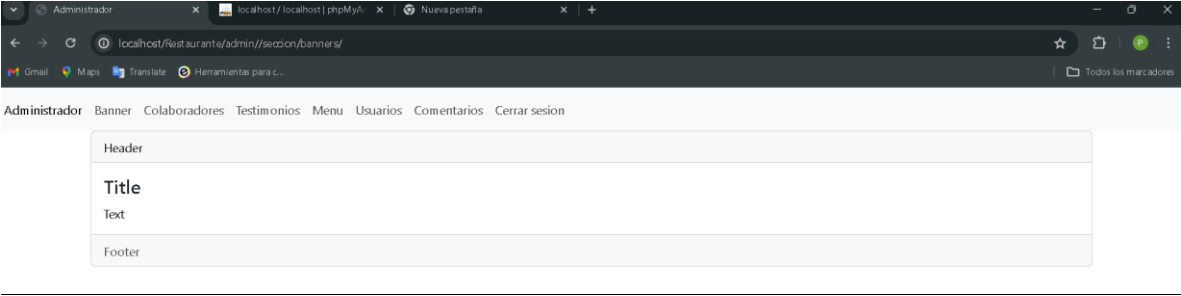 Administrador
localhost / localhost | phpMyA
Nueva pestaña
localhost/Restaurante/admin//seccion/banners/
P
Gmail Maps Translate Herramientas para c... Todos los marcadores
Administrador Banner Colaboradores Testimonios Menu Usuarios Comentarios Cerrar sesion
Header
Title
Text
Footer